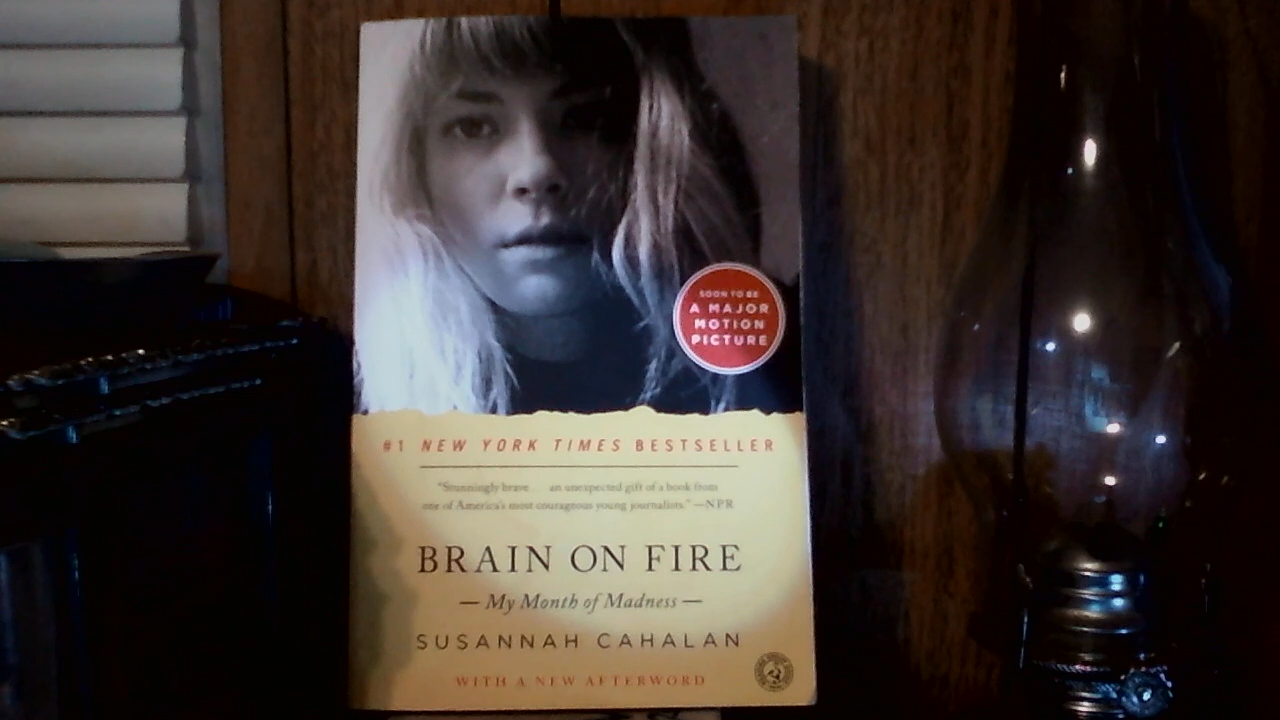 SOON TO BE
A MAJOR
MOTION
PICTURE
#1 NEW YORK TIMES BESTSELLER
"Stunningly brave . . . an unexpected gift of a book from
one of America's most courageous young journalists." —NPR
BRAIN ON FIRE
— My Month of Madness —
SUSANNAH CAHALAN
WITH A NEW AFTERWORD